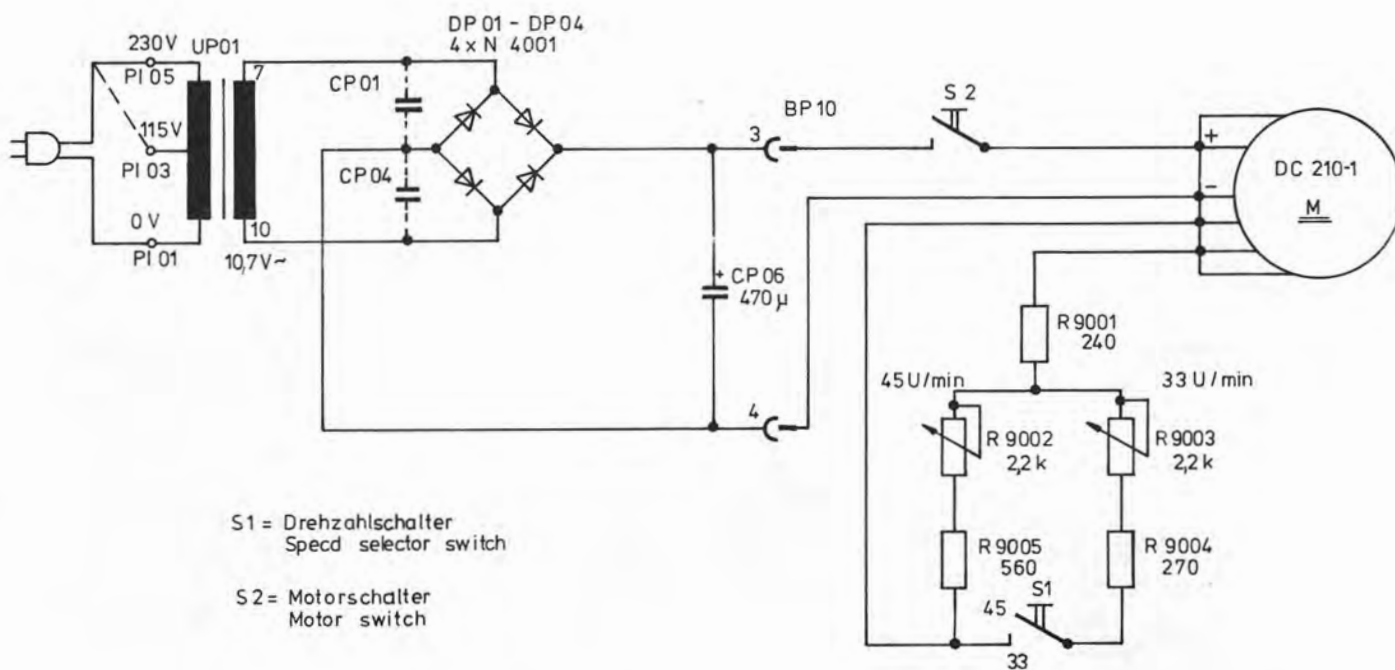 DP 01 - DP 04
4 x N 4001
230V
UP01
PI 05
7
CP 01
115V
PI 03
CP 04
0 V
PI 01
10
10,7V~
3
BP 10
S 2
+
-
DC 210-1
M
+ CP 06
470 µ
4
R 9001
240
45 U/min
33 U/min
R 9002
2,2 k
R 9003
2,2 k
R 9005
560
R 9004
270
S1
45
33
S1 = Drehzahlschalter
Specd selector switch
S 2 = Motorschalter
Motor switch